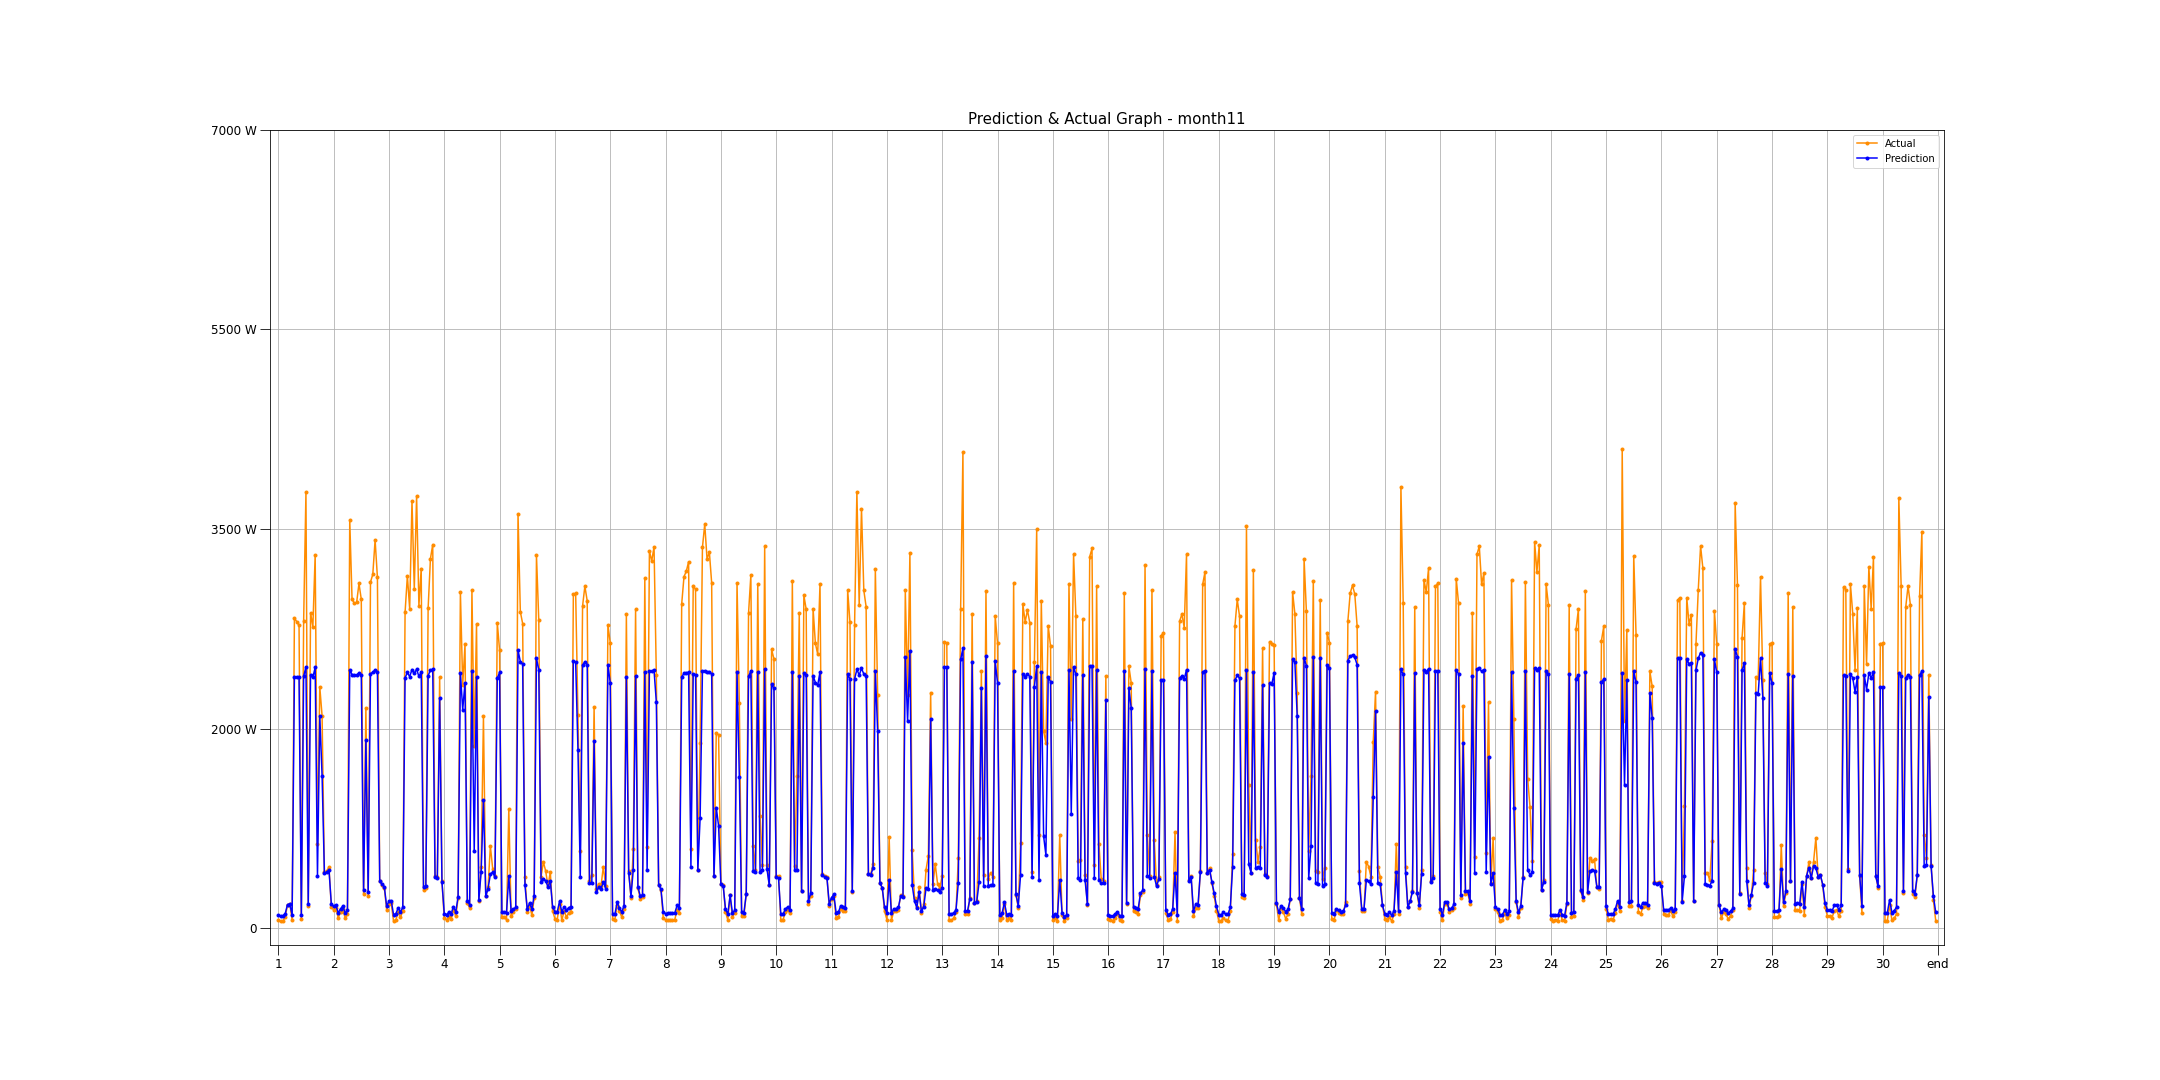 Prediction & Actual Graph - month11
7000 W
5500 W
3500 W
2000 W
0
Actual
Prediction
1 2 3 4 5 6 7 8 9 10 11 12 13 14 15 16 17 18 19 20 21 22 23 24 25 26 27 28 29 30 end